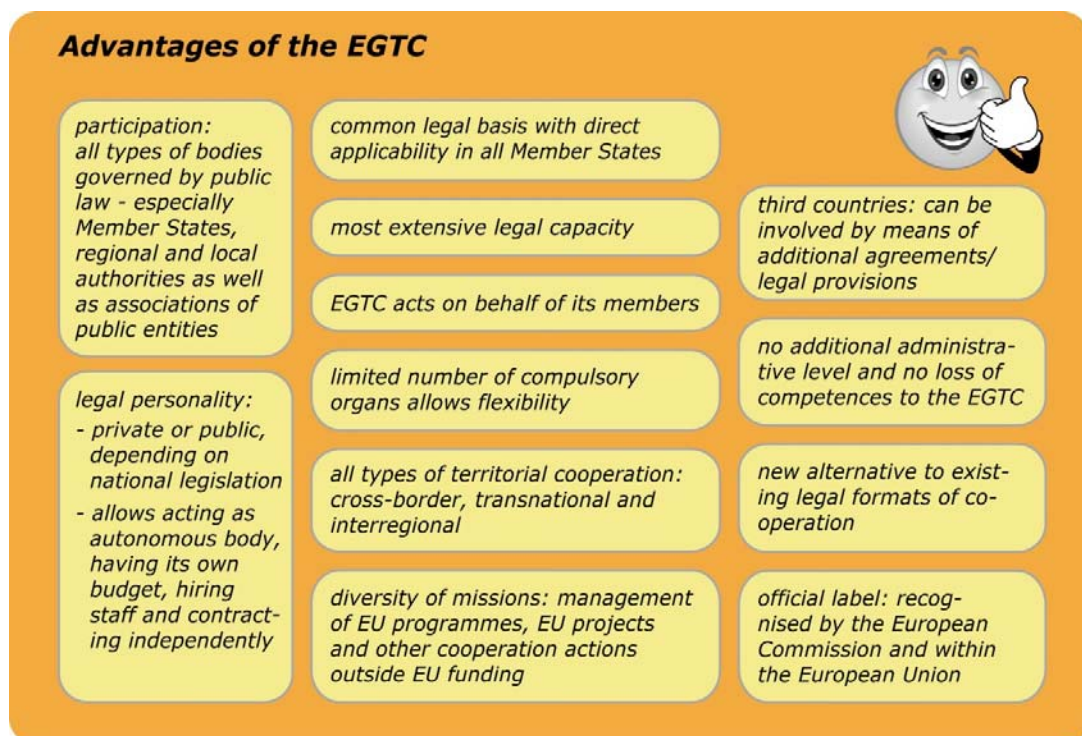 Advantages of the EGTC
participation:
all types of bodies
governed by public
law - especially
Member States,
regional and local
authorities as well
as associations of
public entities
legal personality:
- private or public,
depending on
national legislation
- allows acting as
autonomous body,
having its own
budget, hiring
staff and contract-
ing independently
common legal basis with direct
applicability in all Member States
most extensive legal capacity
EGTC acts on behalf of its members
limited number of compulsory
organs allows flexibility
all types of territorial cooperation:
cross-border, transnational and
interregional
diversity of missions: management
of EU programmes, EU projects
and other cooperation actions
outside EU funding
third countries: can be
involved by means of
additional agreements/
legal provisions
no additional administra-
tive level and no loss of
competences to the EGTC
new alternative to exist-
ing legal formats of co-
operation
official label: recog-
nised by the European
Commission and within
the European Union